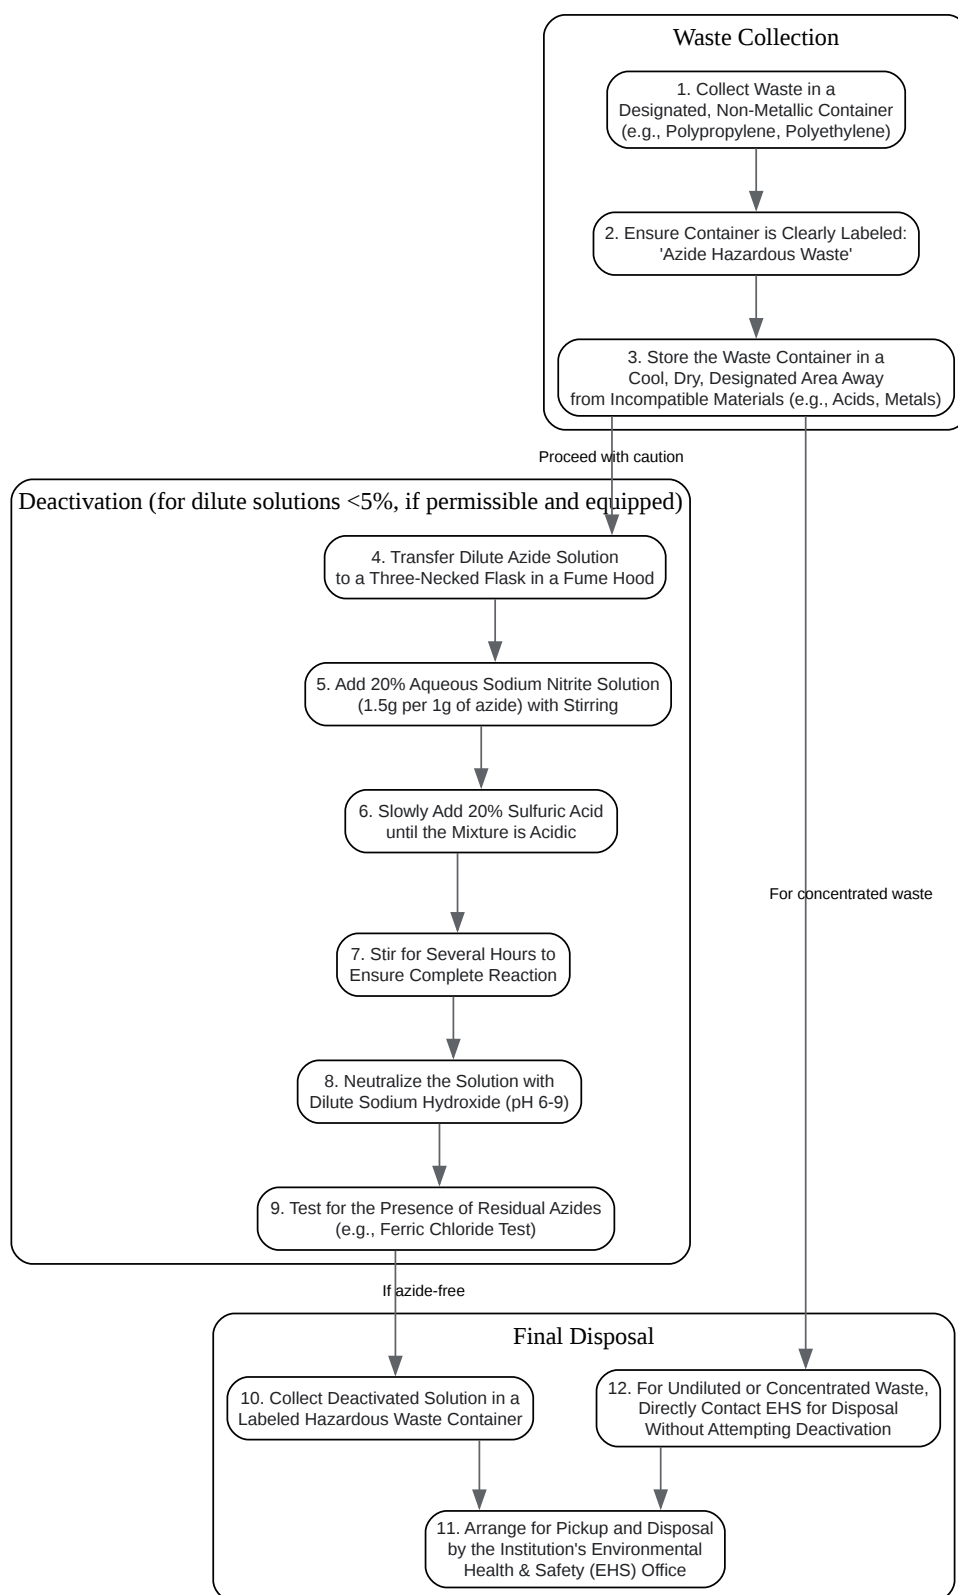 Waste Collection
1. Collect Waste in a
Designated, Non-Metallic Container
(e.g., Polypropylene, Polyethylene)
2. Ensure Container is Clearly Labeled:
'Azide Hazardous Waste'
3. Store the Waste Container in a
Cool, Dry, Designated Area Away
from Incompatible Materials (e.g., Acids, Metals)
Proceed with caution
Deactivation (for dilute solutions <5%, if permissible and equipped)
4. Transfer Dilute Azide Solution
to a Three-Necked Flask in a Fume Hood
5. Add 20% Aqueous Sodium Nitrite Solution
(1.5g per 1g of azide) with Stirring
6. Slowly Add 20% Sulfuric Acid
until the Mixture is Acidic
For concentrated waste
7. Stir for Several Hours to
Ensure Complete Reaction
8. Neutralize the Solution with
Dilute Sodium Hydroxide (pH 6-9)
9. Test for the Presence of Residual Azides
(e.g., Ferric Chloride Test)
If azide-free
Final Disposal
10. Collect Deactivated Solution in a
Labeled Hazardous Waste Container
12. For Undiluted or Concentrated Waste,
Directly Contact EHS for Disposal
Without Attempting Deactivation
11. Arrange for Pickup and Disposal
by the Institution's Environmental
Health & Safety (EHS) Office